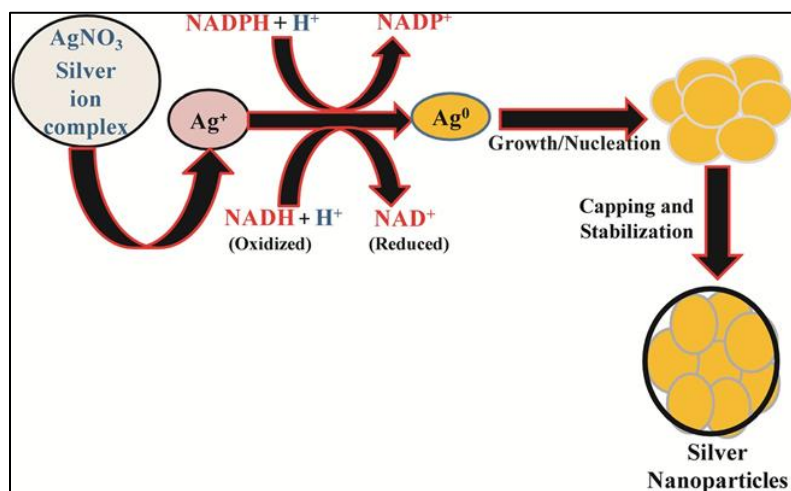 NADPH + H⁺ NADP⁺
AgNO₃
Silver
ion
complex
Ag⁺
Ag⁰
Growth/Nucleation
NADH + H⁺ NAD⁺
(Oxidized) (Reduced)
Capping and
Stabilization
Silver
Nanoparticles